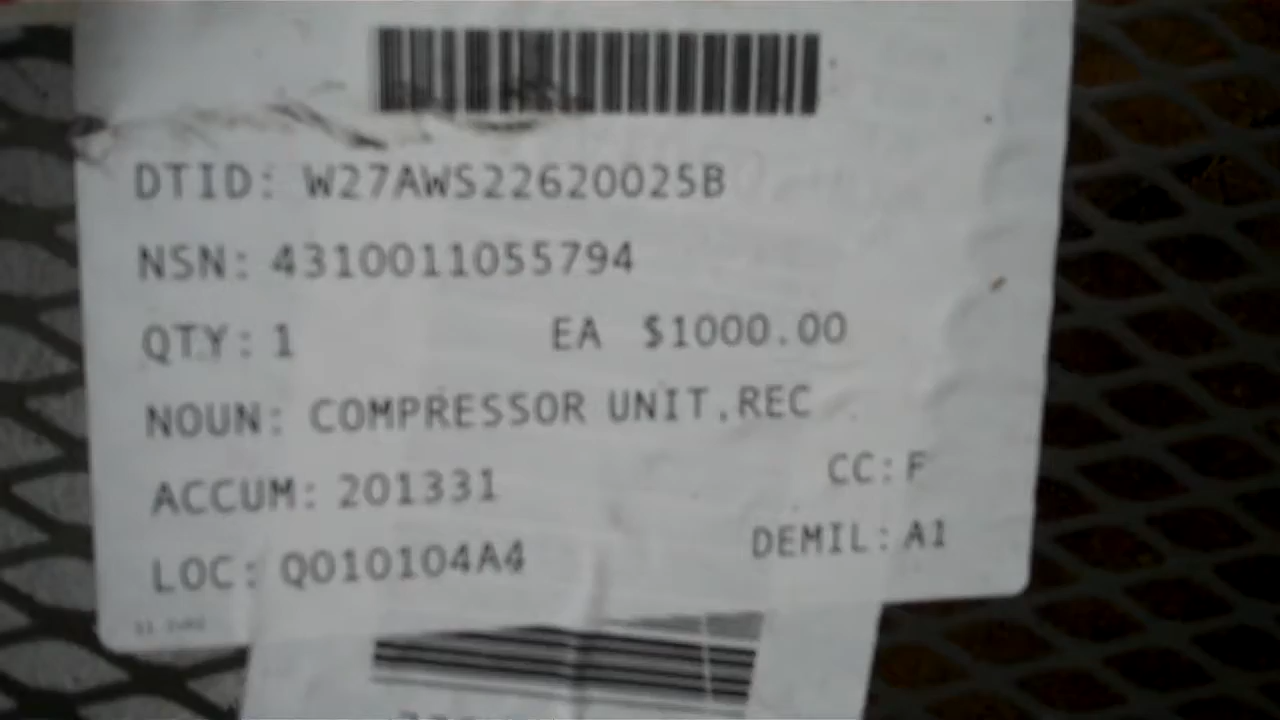 DTID: W27AWS22620025B
NSN: 4310011055794
QTY: 1 EA $1000.00
NOUN: COMPRESSOR UNIT,REC
ACCUM: 201331 CC: F
LOC: Q010104A4 DEMIL: A1